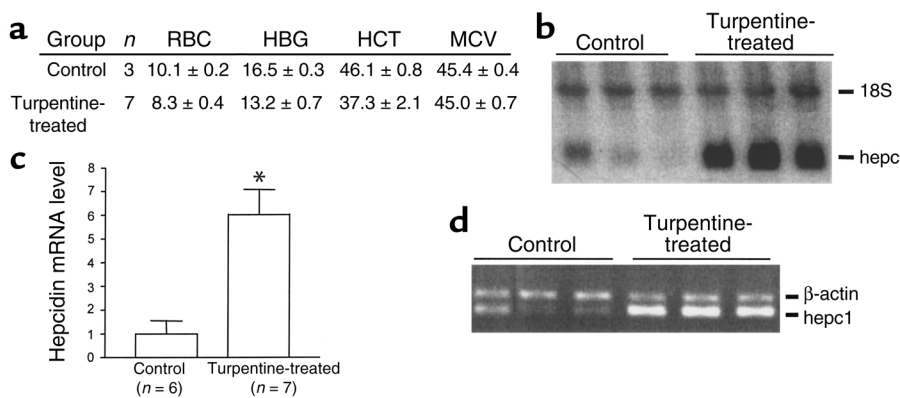 a
Group n RBC HBG HCT MCV
Control 3 10.1 ± 0.2 16.5 ± 0.3 46.1 ± 0.8 45.4 ± 0.4
Turpentine- 7 8.3 ± 0.4 13.2 ± 0.7 37.3 ± 2.1 45.0 ± 0.7
treated
b
Control
Turpentine-
treated
18S
hepc
c
Hepcidin mRNA level
8
7
6
5
4
3
2
1
0
*
Control
(n = 6)
Turpentine-treated
(n = 7)
d
Control
Turpentine-
treated
β-actin
hepc1